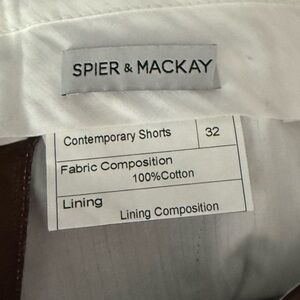 SPIER & MACKAY
Contemporary Shorts 32
Fabric Composition
100%Cotton
Lining
Lining Composition